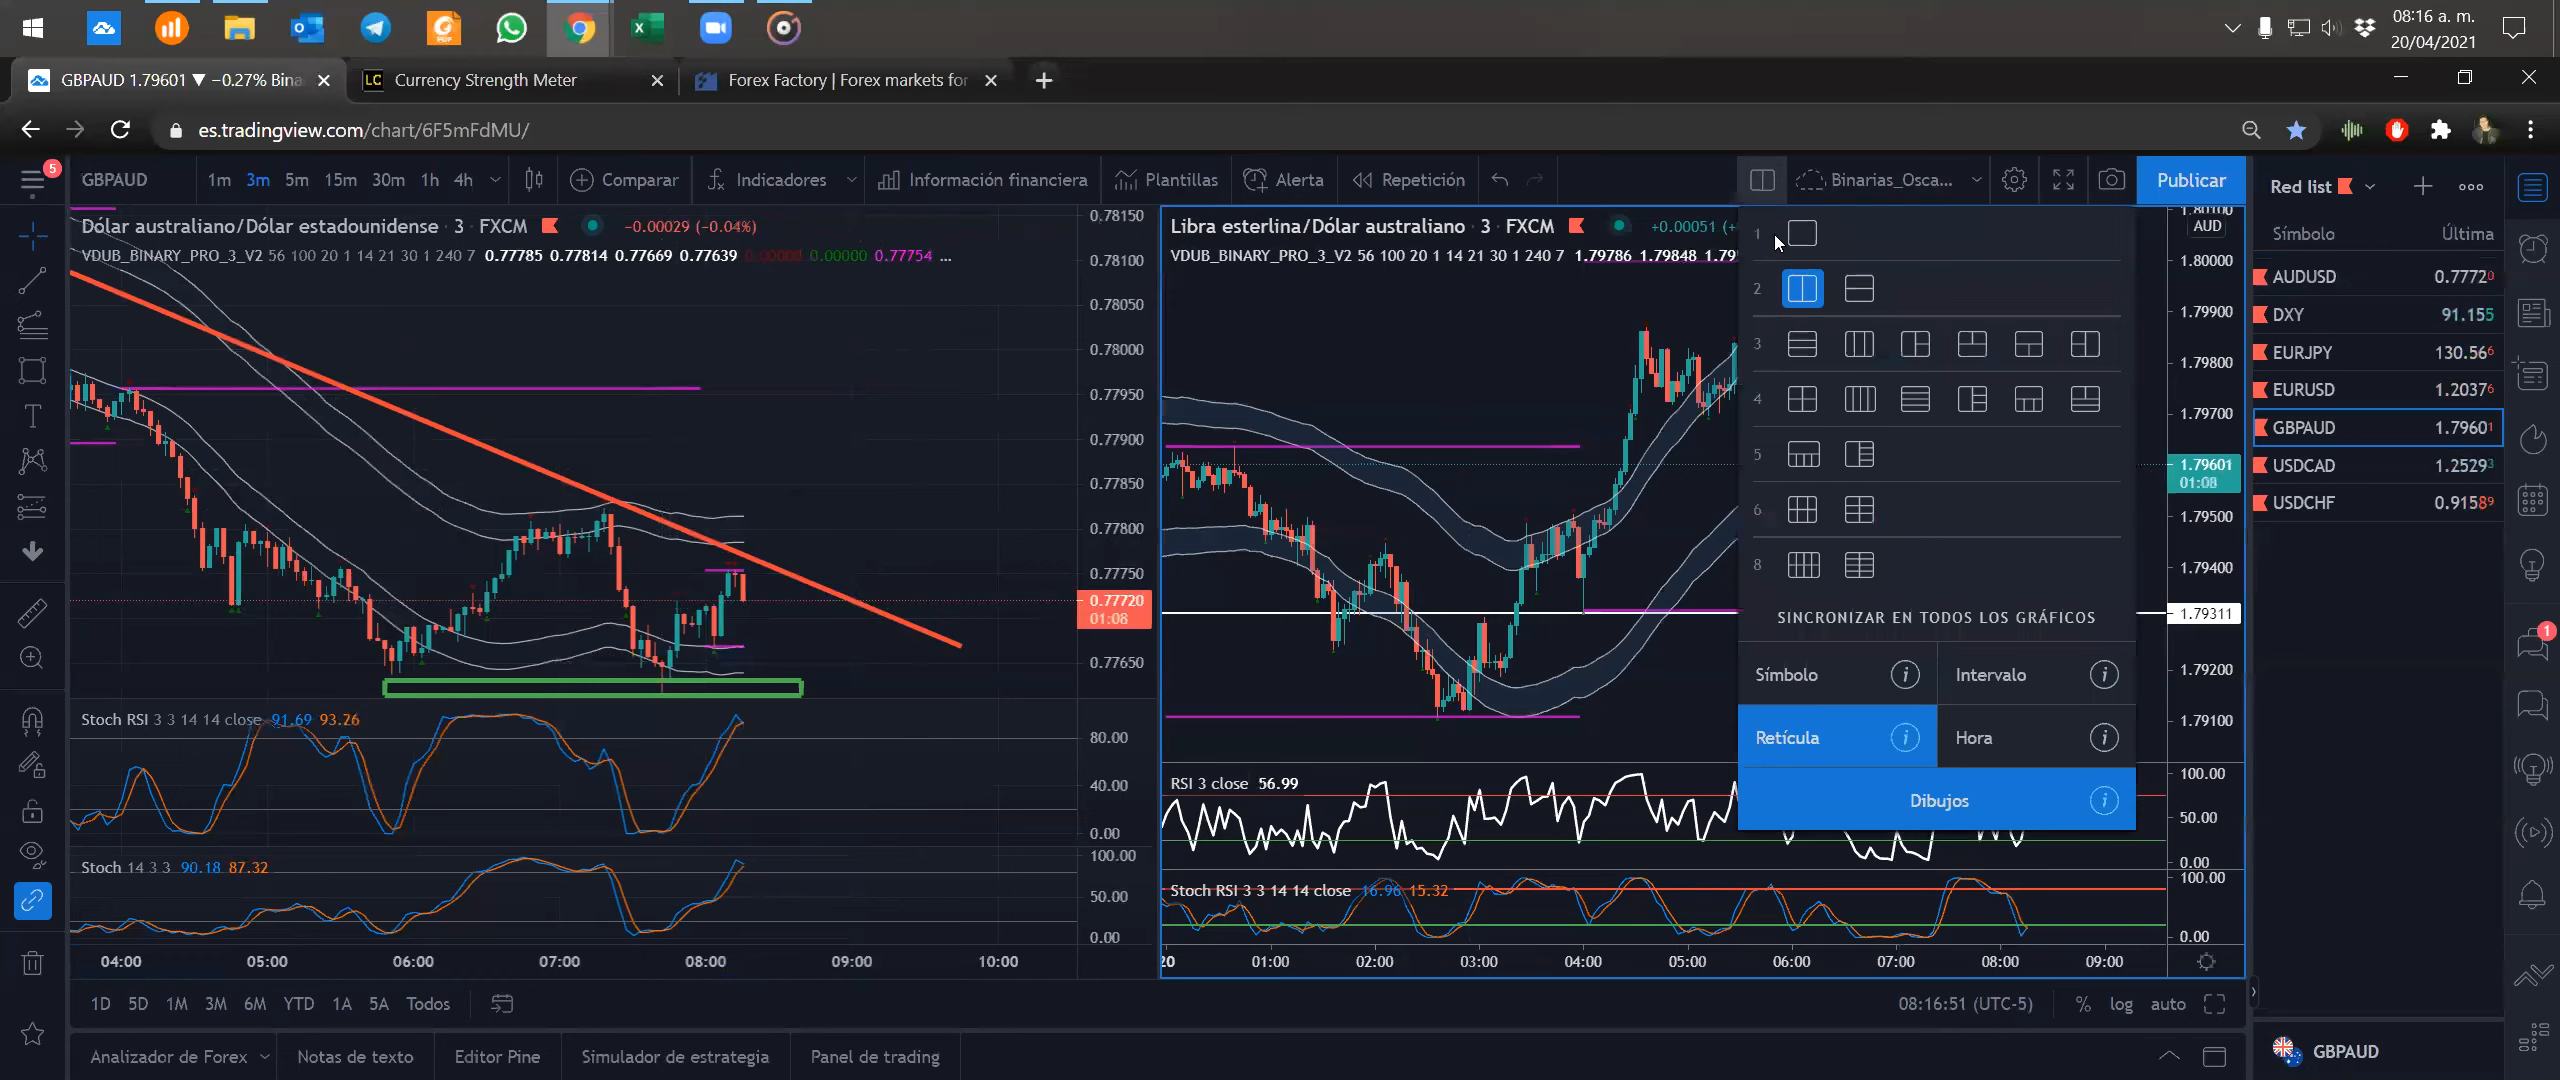 08:16 a. m.
20/04/2021
GBPAUD 1.79601 ▼ −0.27% Bina
Currency Strength Meter
Forex Factory | Forex markets for
es.tradingview.com/chart/6F5mFdMU/
5
GBPAUD
1m 3m 5m 15m 30m 1h 4h
Comparar
Indicadores
Información financiera
Plantillas
Alerta
Repetición
Binarias_Osca...
Publicar
Red list
Símbolo Última
AUDUSD 0.77720
DXY 91.155
EURJPY 130.566
EURUSD 1.20376
GBPAUD 1.79601
USDCAD 1.25293
USDCHF 0.91589
Dólar australiano/Dólar estadounidense · 3 · FXCM −0.00029 (−0.04%)
VDUB_BINARY_PRO_3_V2 56 100 20 1 14 21 30 1 240 7 0.77785 0.77814 0.77669 0.77639 0.00000 0.00000 0.77754 ...
0.78150
0.78100
0.78050
0.78000
0.77950
0.77900
0.77850
0.77800
0.77750
0.77720
01:08
0.77650
Stoch RSI 3 3 14 14 close 91.69 93.26
80.00
40.00
0.00
Stoch 14 3 3 90.18 87.32
100.00
50.00
0.00
04:00 05:00 06:00 07:00 08:00 09:00 10:00
Libra esterlina/Dólar australiano · 3 · FXCM +0.00051 (+
VDUB_BINARY_PRO_3_V2 56 100 20 1 14 21 30 1 240 7 1.79786 1.79848 1.79
1
2
3
4
5
6
8
SINCRONIZAR EN TODOS LOS GRÁFICOS
Símbolo
Intervalo
Retícula
Hora
Dibujos
1.80100
AUD
1.80000
1.79900
1.79800
1.79700
1.79601
01:08
1.79500
1.79400
1.79311
1.79200
1.79100
RSI 3 close 56.99
100.00
50.00
0.00
Stoch RSI 3 3 14 14 close 16.96 15.32
100.00
0.00
20 01:00 02:00 03:00 04:00 05:00 06:00 07:00 08:00 09:00
1D 5D 1M 3M 6M YTD 1A 5A Todos
08:16:51 (UTC-5)
% log auto
Analizador de Forex
Notas de texto
Editor Pine
Simulador de estrategia
Panel de trading
GBPAUD
1